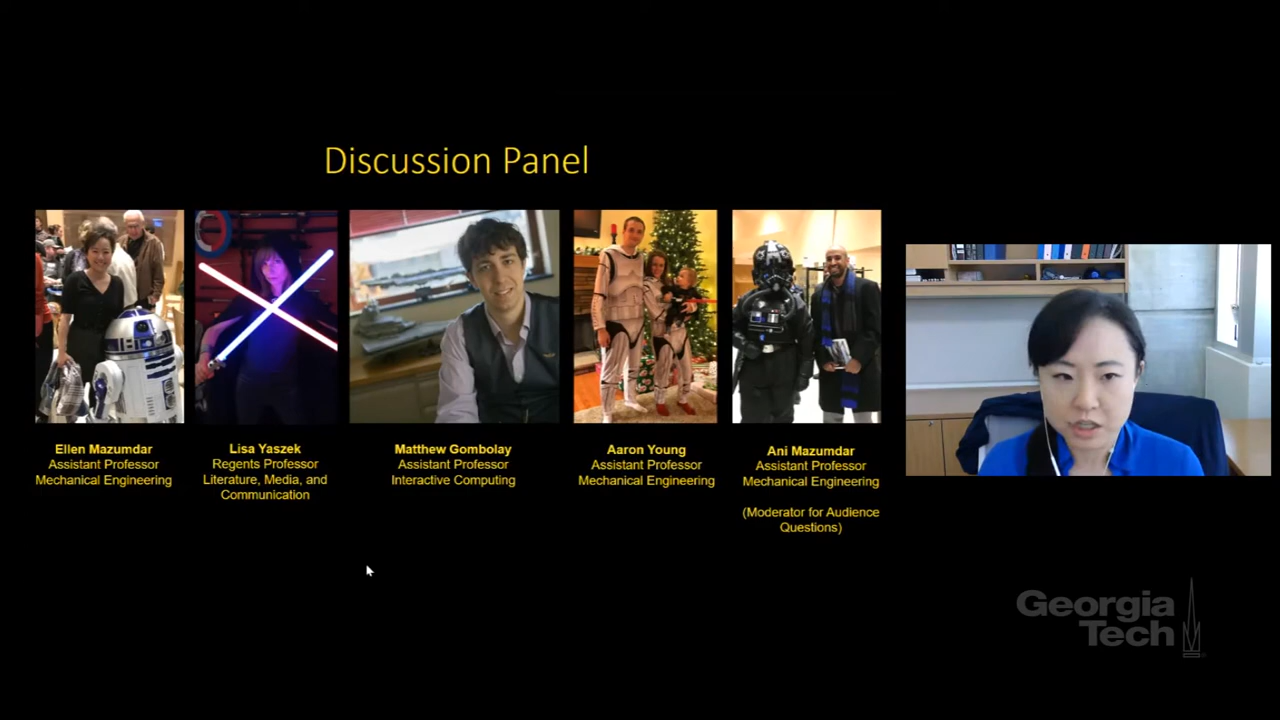 Discussion Panel
Ellen Mazumdar
Assistant Professor
Mechanical Engineering
Lisa Yaszek
Regents Professor
Literature, Media, and
Communication
Matthew Gombolay
Assistant Professor
Interactive Computing
Aaron Young
Assistant Professor
Mechanical Engineering
Ani Mazumdar
Assistant Professor
Mechanical Engineering
(Moderator for Audience
Questions)
Georgia
Tech